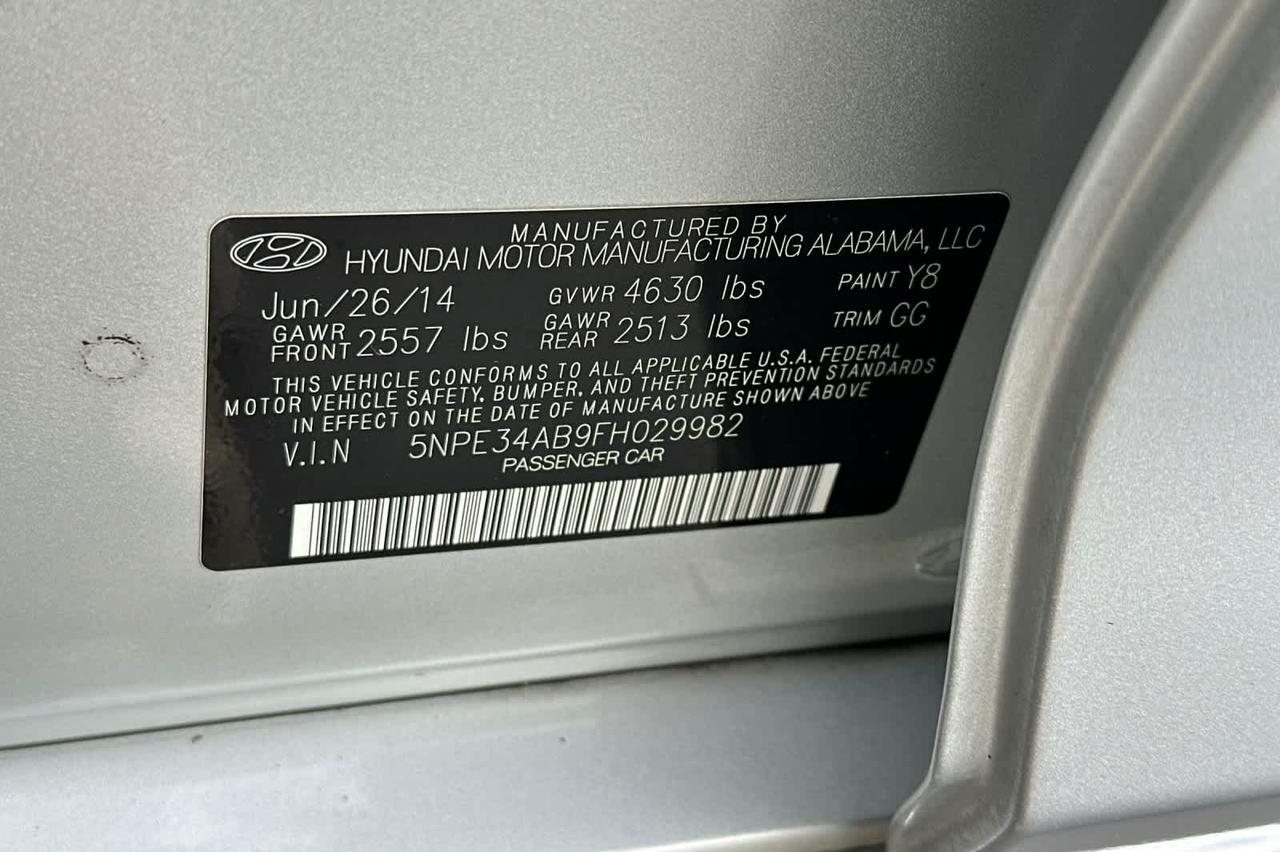 MANUFACTURED BY
HYUNDAI MOTOR MANUFACTURING ALABAMA, LLC
Jun/26/14 GVWR 4630 lbs PAINT Y8
GAWR FRONT 2557 lbs GAWR REAR 2513 lbs TRIM GG
THIS VEHICLE CONFORMS TO ALL APPLICABLE U.S.A. FEDERAL
MOTOR VEHICLE SAFETY, BUMPER, AND THEFT PREVENTION STANDARDS
IN EFFECT ON THE DATE OF MANUFACTURE SHOWN ABOVE
V.I.N 5NPE34AB9FH029982
PASSENGER CAR